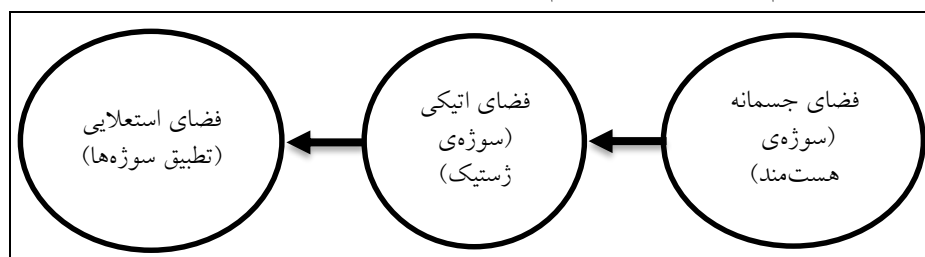 فضای جسمانه
(سوژه‌ی
هست‌مند)
فضای اتیکی
(سوژه‌ی
ژستیک)
فضای استعلایی
(تطبیق سوژه‌ها)